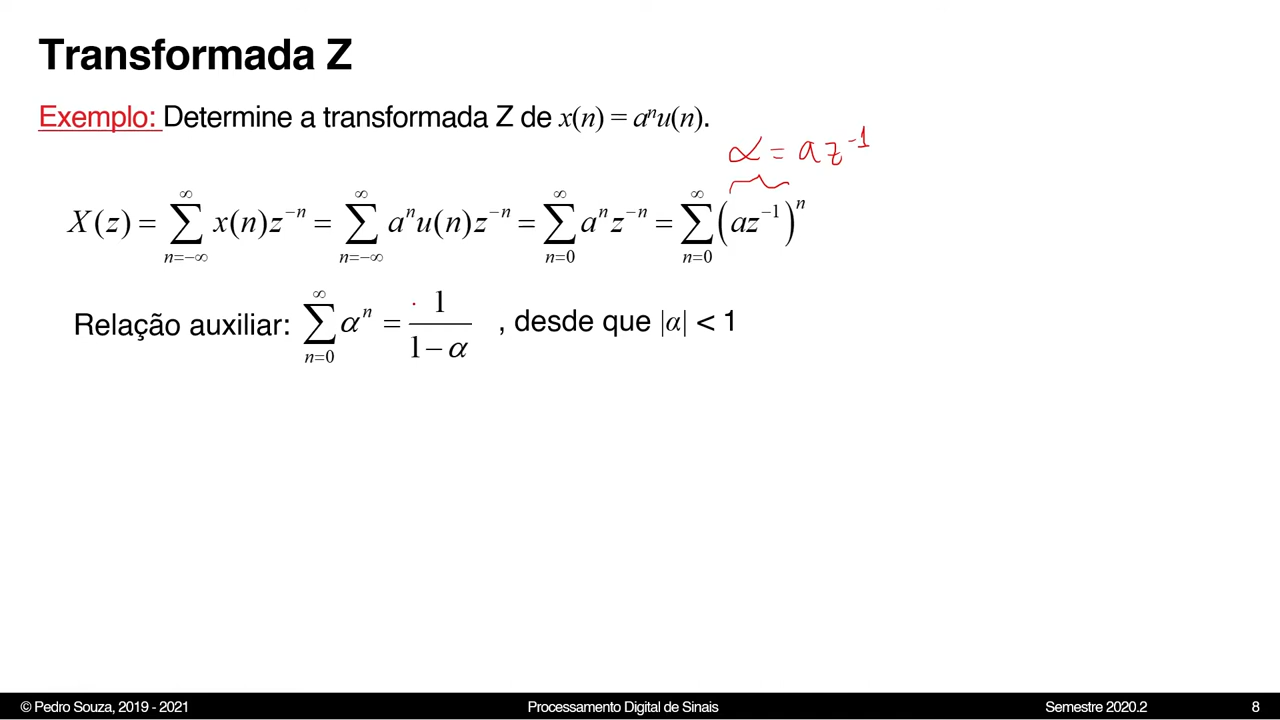 Transformada Z
Exemplo: Determine a transformada Z de x(n) = aⁿu(n).
α = az⁻¹
X(z) = ∑_{n=−∞}^{∞} x(n)z⁻ⁿ = ∑_{n=−∞}^{∞} aⁿu(n)z⁻ⁿ = ∑_{n=0}^{∞} aⁿz⁻ⁿ = ∑_{n=0}^{∞} (az⁻¹)ⁿ
Relação auxiliar: ∑_{n=0}^{∞} αⁿ = 1/(1−α) , desde que |α| < 1
© Pedro Souza, 2019 - 2021 Processamento Digital de Sinais Semestre 2020.2 8